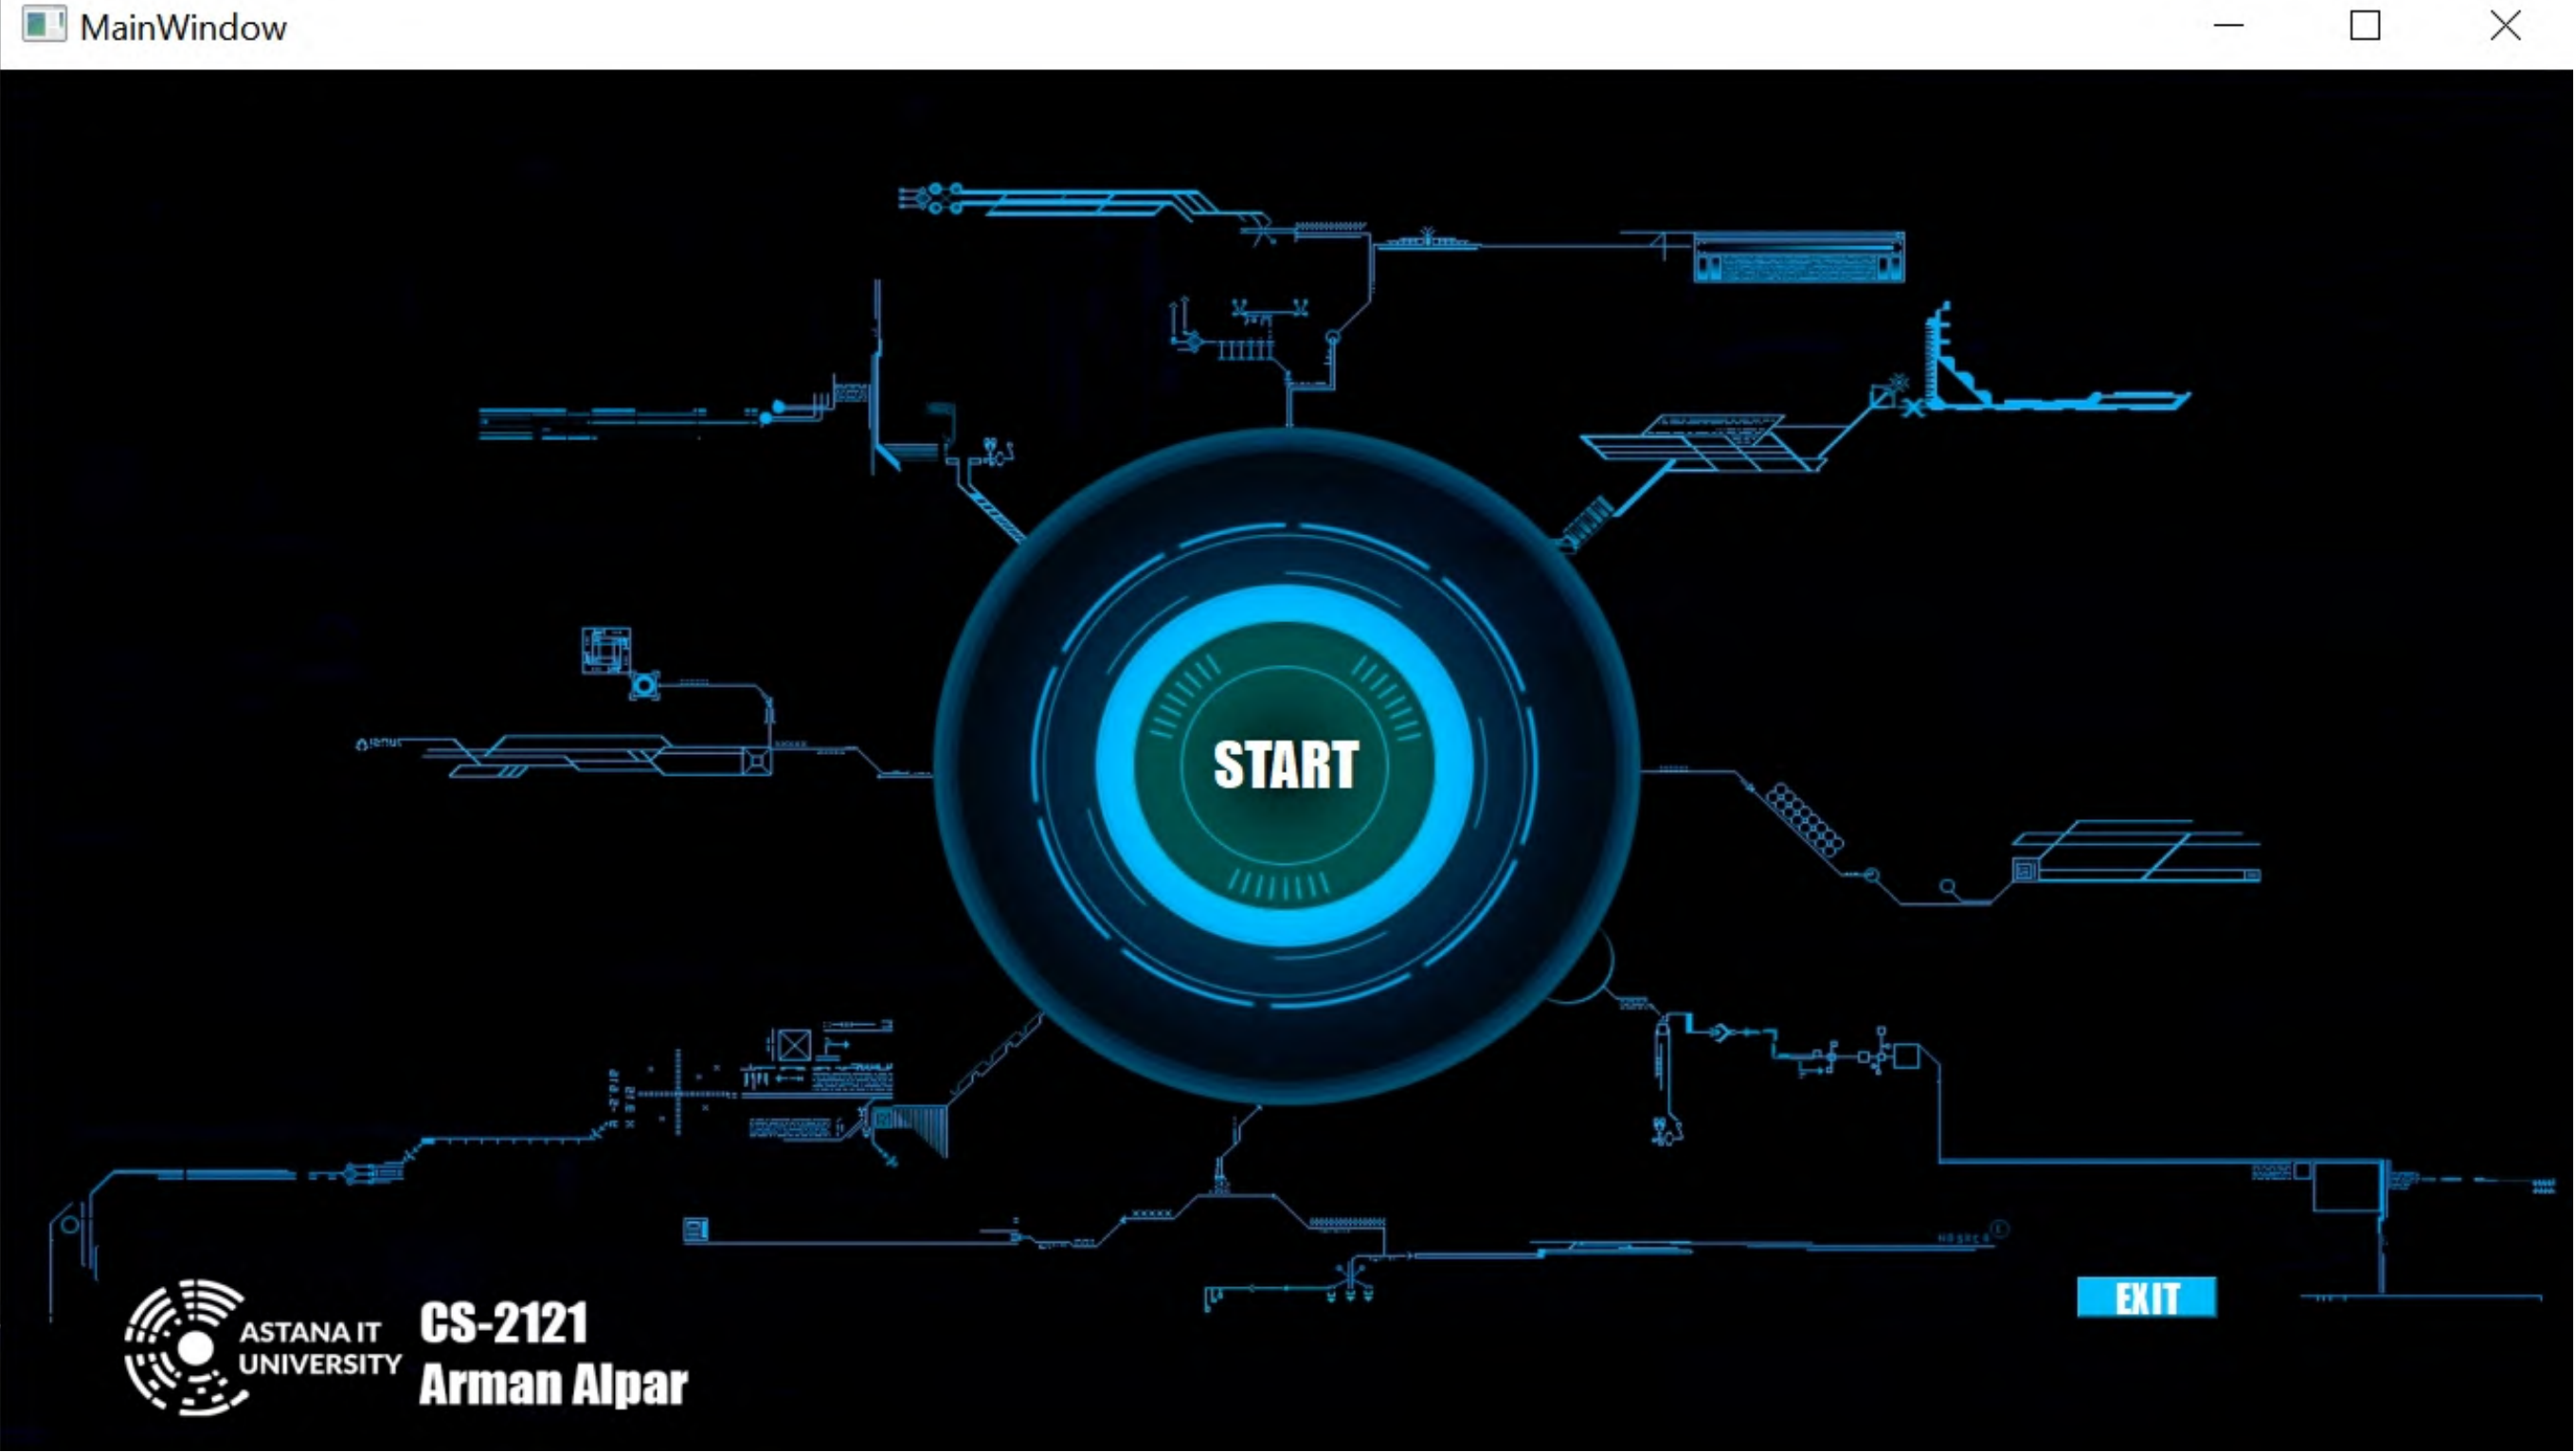 MainWindow
START
EXIT
ASTANA IT
UNIVERSITY
CS-2121
Arman Alpar